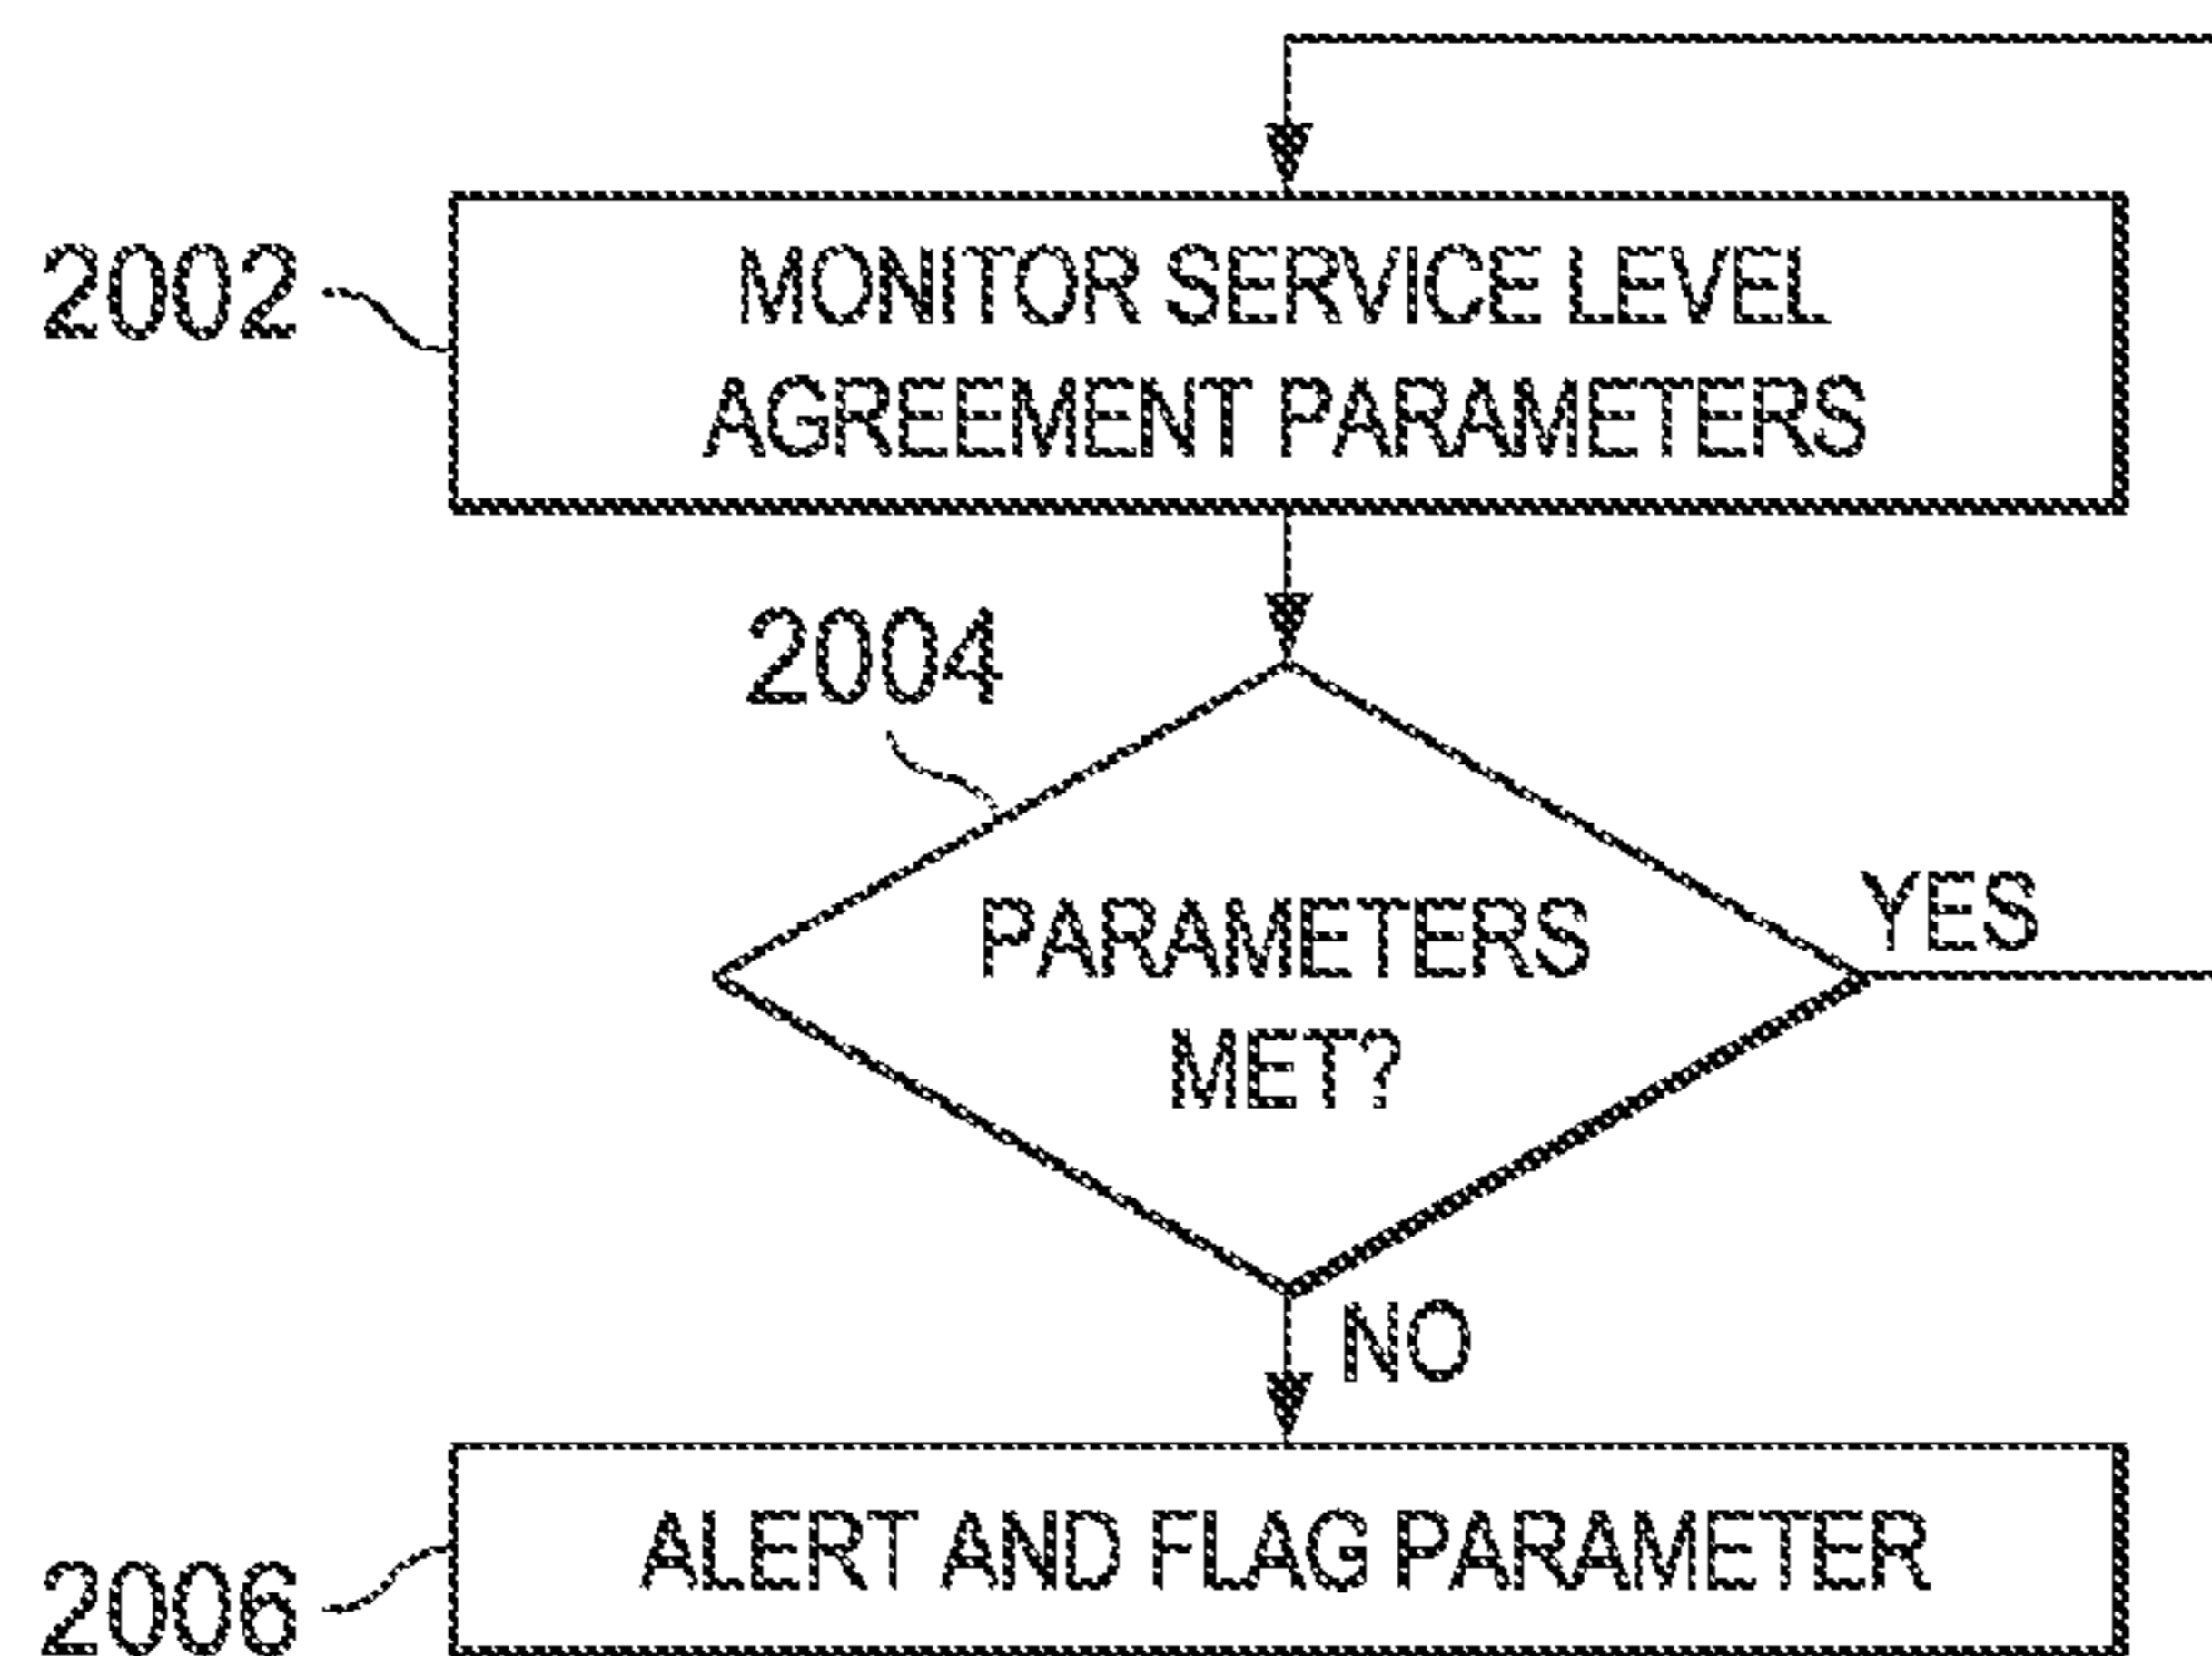 2002
MONITOR SERVICE LEVEL
AGREEMENT PARAMETERS
2004
PARAMETERS
MET?
YES
NO
2006
ALERT AND FLAG PARAMETER